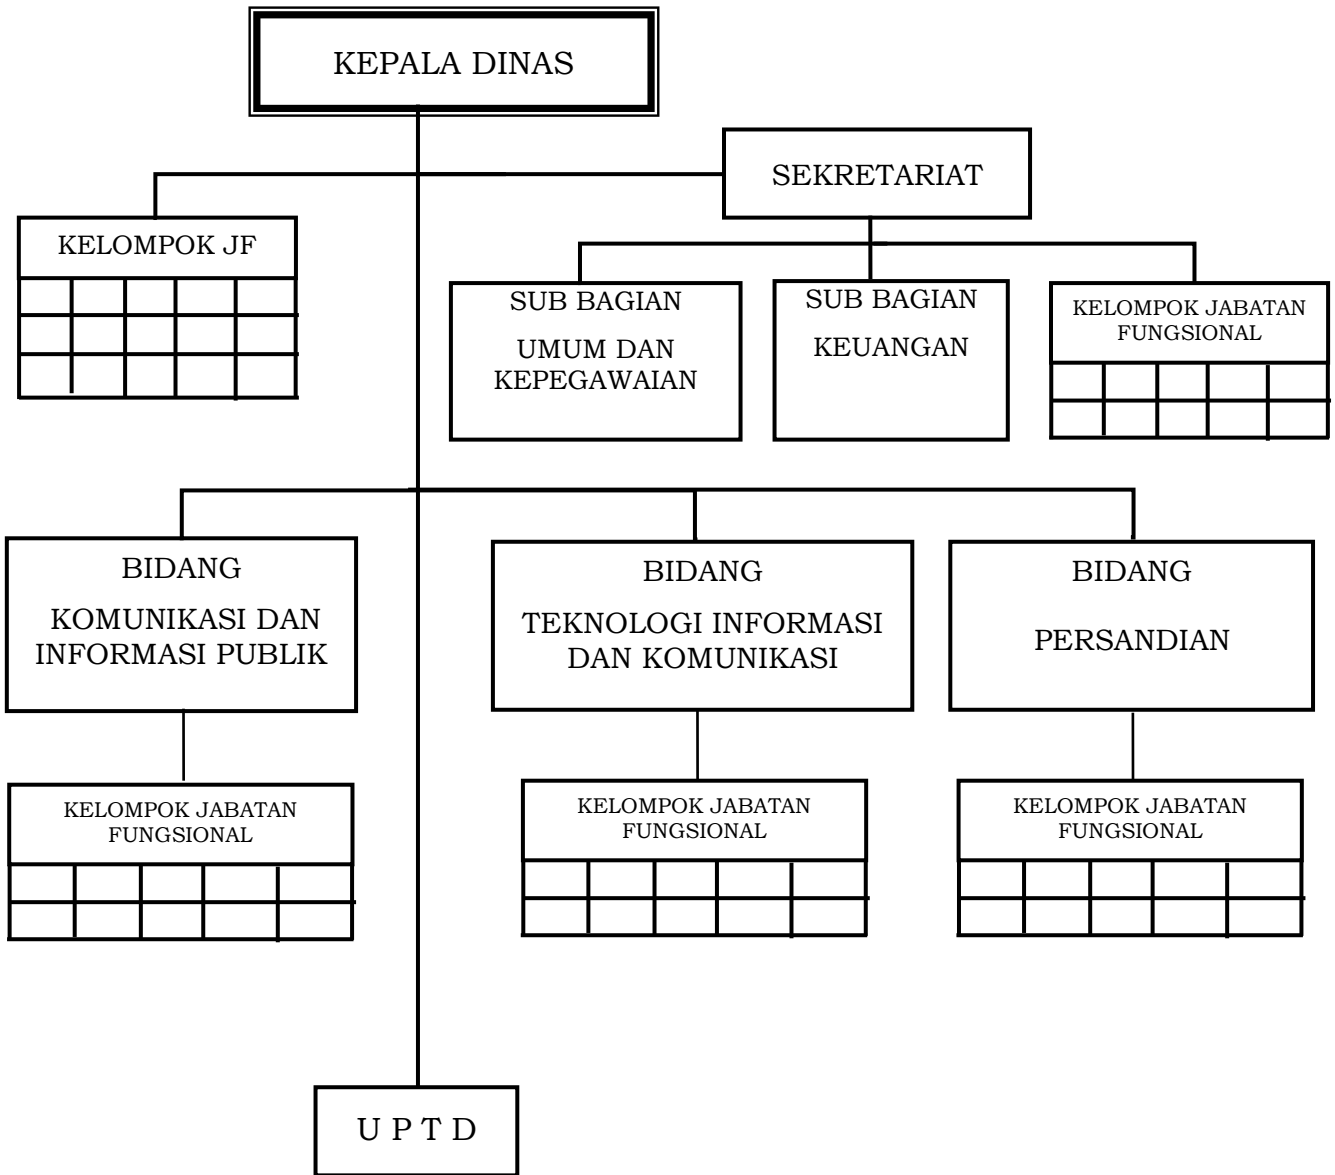 KEPALA DINAS
SEKRETARIAT
KELOMPOK JF
SUB BAGIAN
UMUM DAN
KEPEGAWAIAN
SUB BAGIAN
KEUANGAN
KELOMPOK JABATAN
FUNGSIONAL
BIDANG
KOMUNIKASI DAN
INFORMASI PUBLIK
BIDANG
TEKNOLOGI INFORMASI
DAN KOMUNIKASI
BIDANG
PERSANDIAN
KELOMPOK JABATAN
FUNGSIONAL
KELOMPOK JABATAN
FUNGSIONAL
KELOMPOK JABATAN
FUNGSIONAL
U P T D